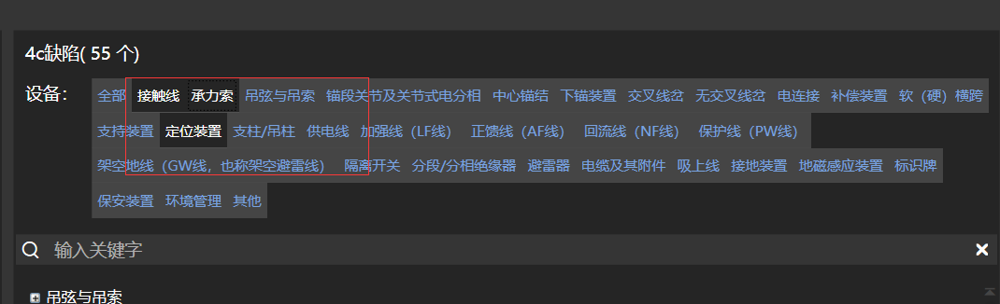 4c缺陷( 55 个)
设备： 全部 接触线 承力索 吊弦与吊索 锚段关节及关节式电分相 中心锚结 下锚装置 交叉线岔 无交叉线岔 电连接 补偿装置 软（硬）横跨
支持装置 定位装置 支柱/吊柱 供电线 加强线（LF线） 正馈线（AF线） 回流线（NF线） 保护线（PW线）
架空地线（GW线，也称架空避雷线） 隔离开关 分段/分相绝缘器 避雷器 电缆及其附件 吸上线 接地装置 地磁感应装置 标识牌
保安装置 环境管理 其他
输入关键字
吊弦与吊索